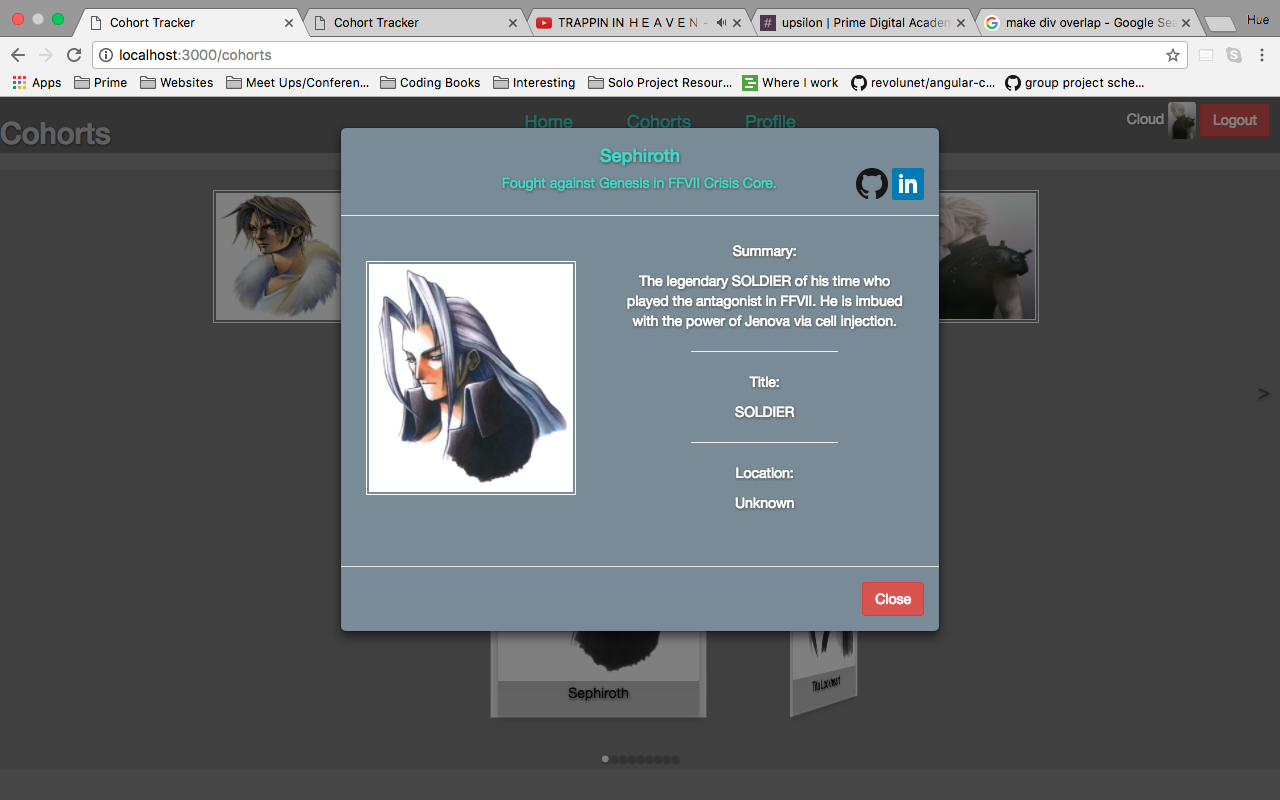 Cohort Tracker
Cohort Tracker
TRAPPIN IN H E A V E N -
upsilon | Prime Digital Academ
make div overlap - Google Sea
Hue
localhost:3000/cohorts
Apps
Prime
Websites
Meet Ups/Conferen...
Coding Books
Interesting
Solo Project Resour...
Where I work
revolunet/angular-c...
group project sche...
Cohorts
Home
Cohorts
Profile
Cloud
Logout
Sephiroth
Fought against Genesis in FFVII Crisis Core.
in
Summary:
The legendary SOLDIER of his time who
played the antagonist in FFVII. He is imbued
with the power of Jenova via cell injection.
>
Title:
SOLDIER
Location:
Unknown
Close
Sephiroth
Tifa Lockheart